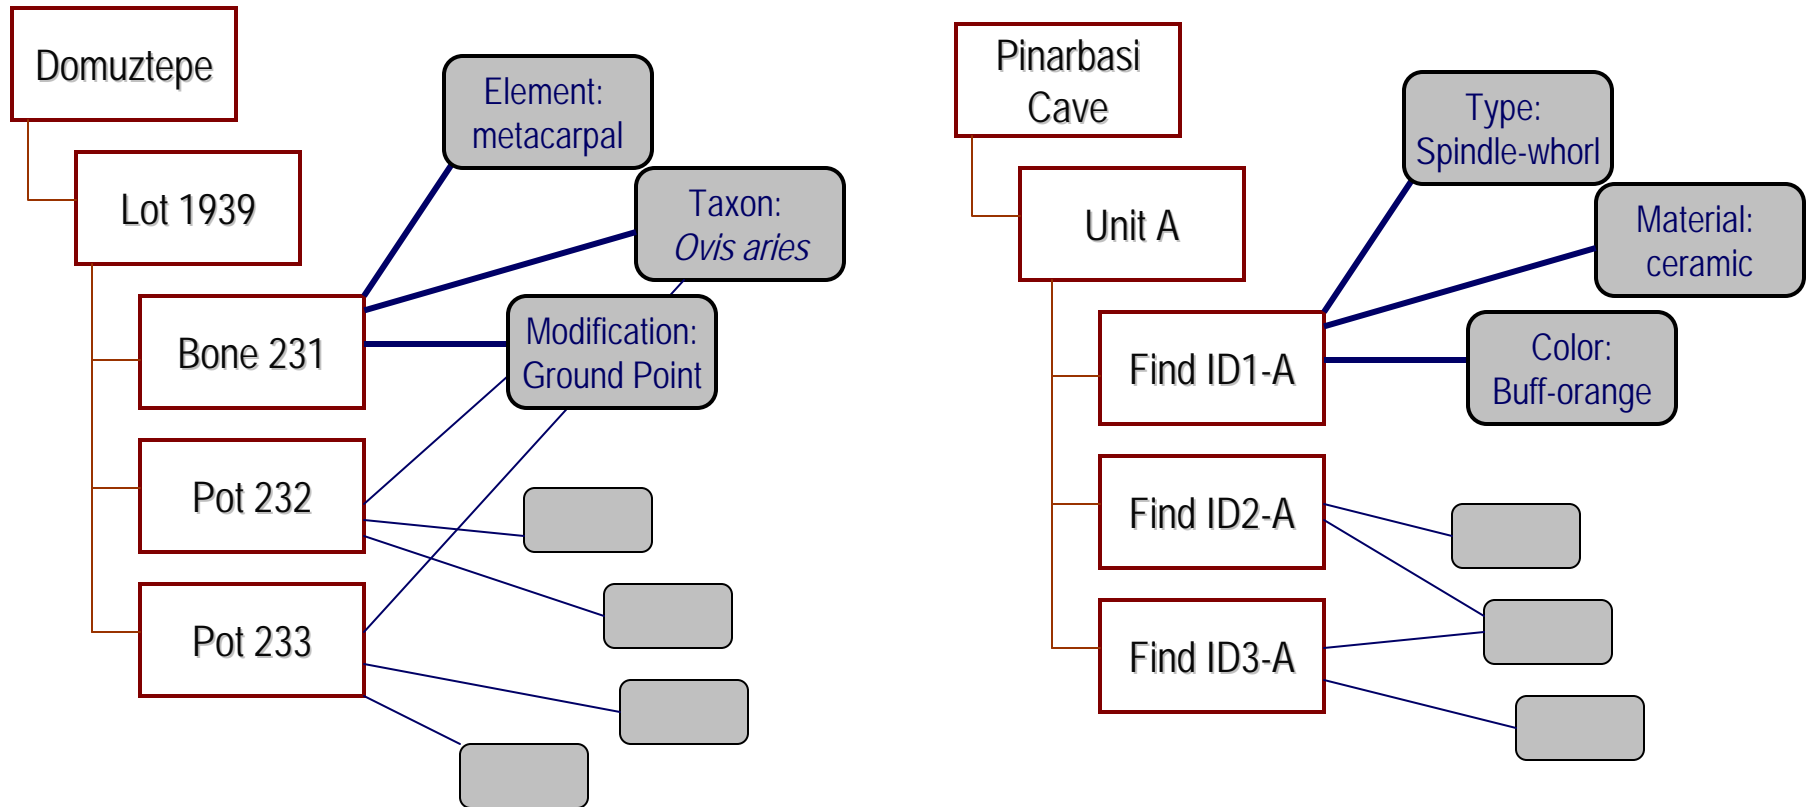 Domuztepe
Lot 1939
Bone 231
Pot 232
Pot 233
Element:
metacarpal
Taxon:
Ovis aries
Modification:
Ground Point
Pinarbasi
Cave
Unit A
Find ID1-A
Find ID2-A
Find ID3-A
Type:
Spindle-whorl
Material:
ceramic
Color:
Buff-orange